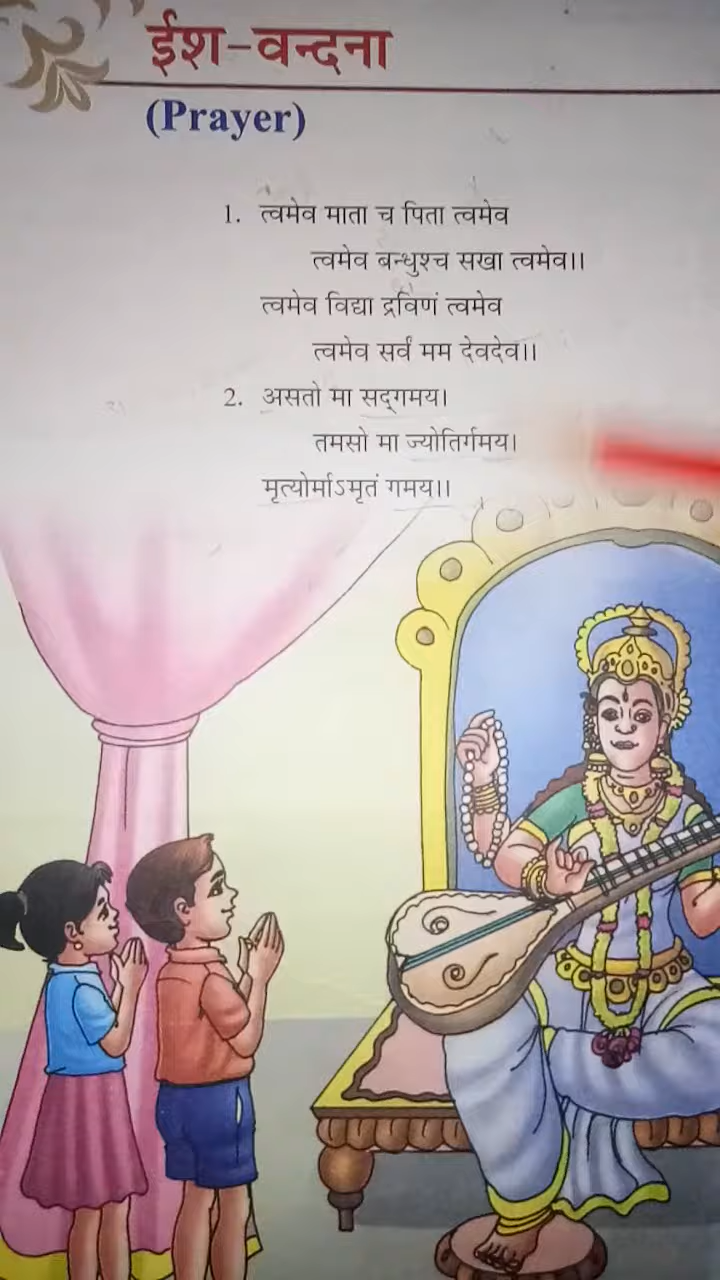 ईश-वन्दना
(Prayer)
1. त्वमेव माता च पिता त्वमेव
त्वमेव बन्धुश्च सखा त्वमेव।।
त्वमेव विद्या द्रविणं त्वमेव
त्वमेव सर्वं मम देवदेव।।
2. असतो मा सद्गमय।
तमसो मा ज्योतिर्गमय।
मृत्योर्माऽमृतं गमय।।